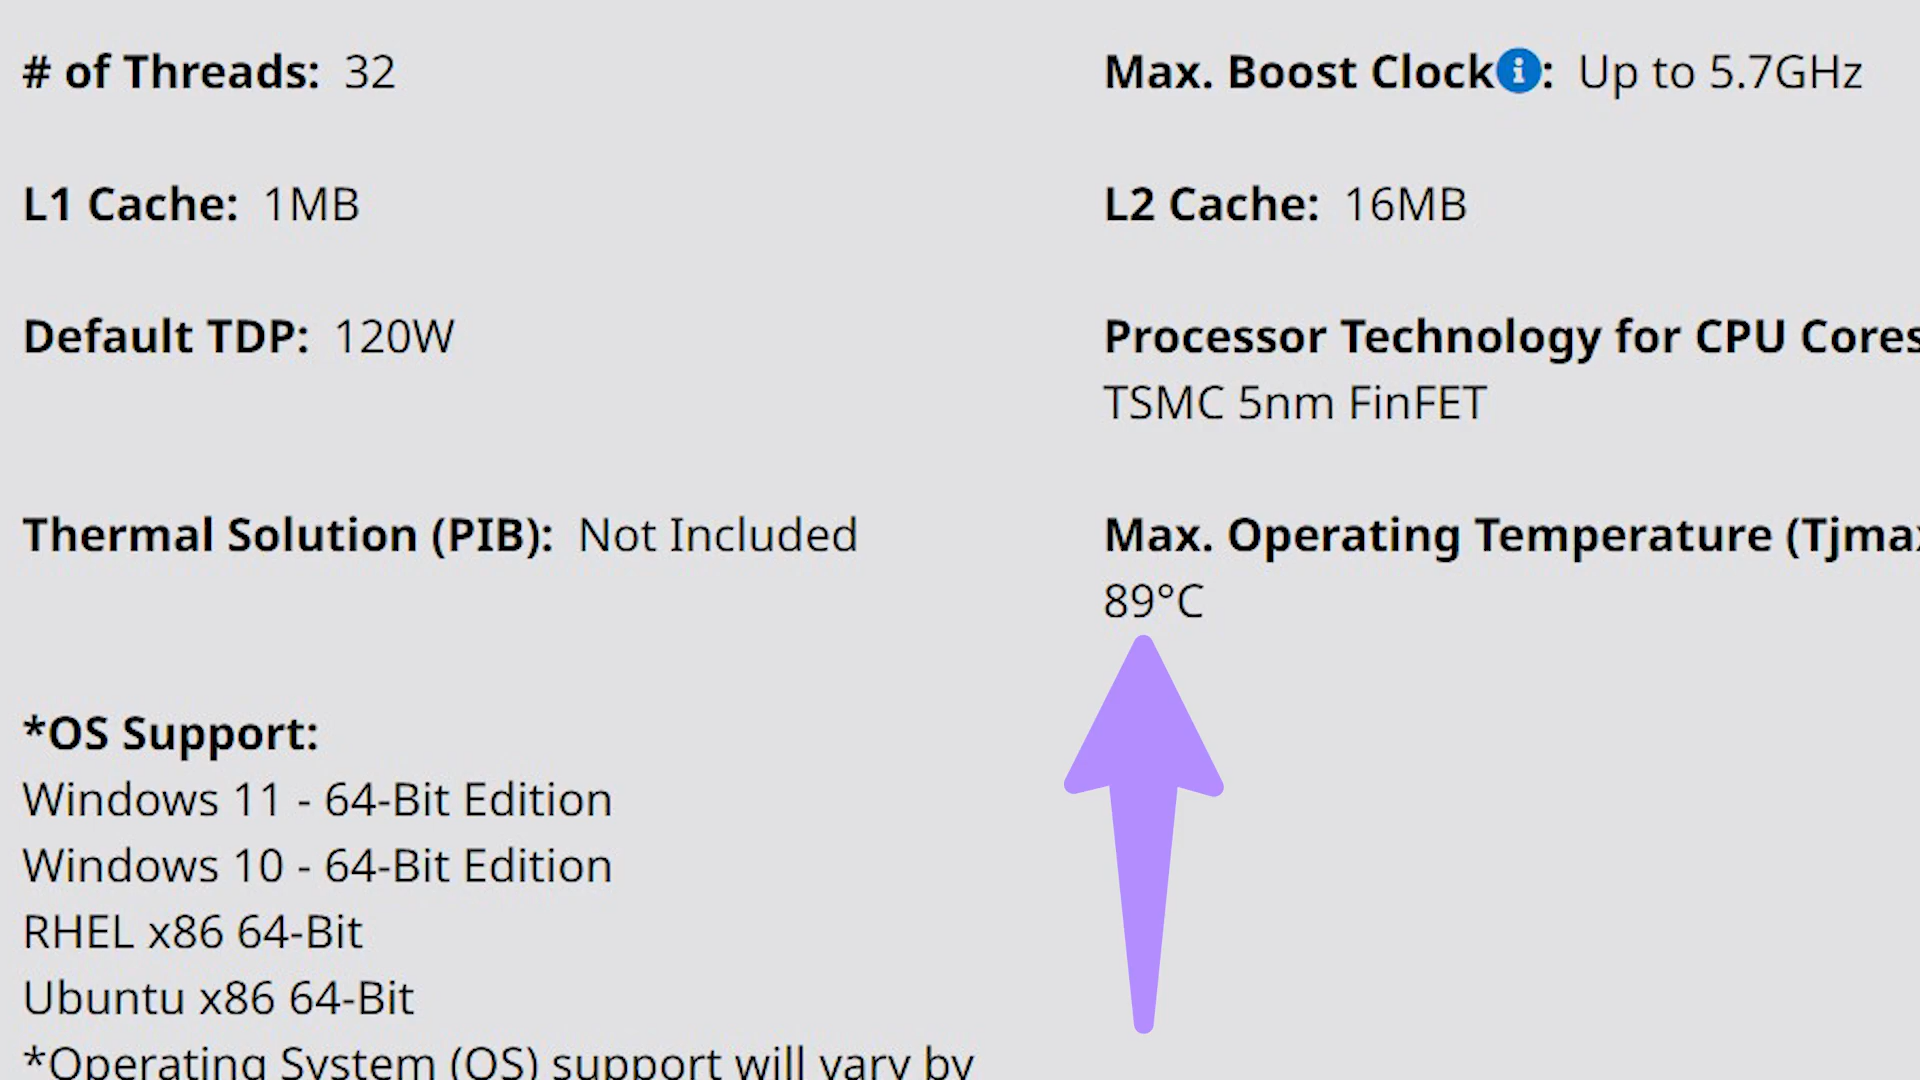 # of Threads: 32
Max. Boost Clock: Up to 5.7GHz
L1 Cache: 1MB
L2 Cache: 16MB
Default TDP: 120W
Processor Technology for CPU Cores
TSMC 5nm FinFET
Thermal Solution (PIB): Not Included
Max. Operating Temperature (Tjmax
89°C
*OS Support:
Windows 11 - 64-Bit Edition
Windows 10 - 64-Bit Edition
RHEL x86 64-Bit
Ubuntu x86 64-Bit
*Operating System (OS) support will vary by